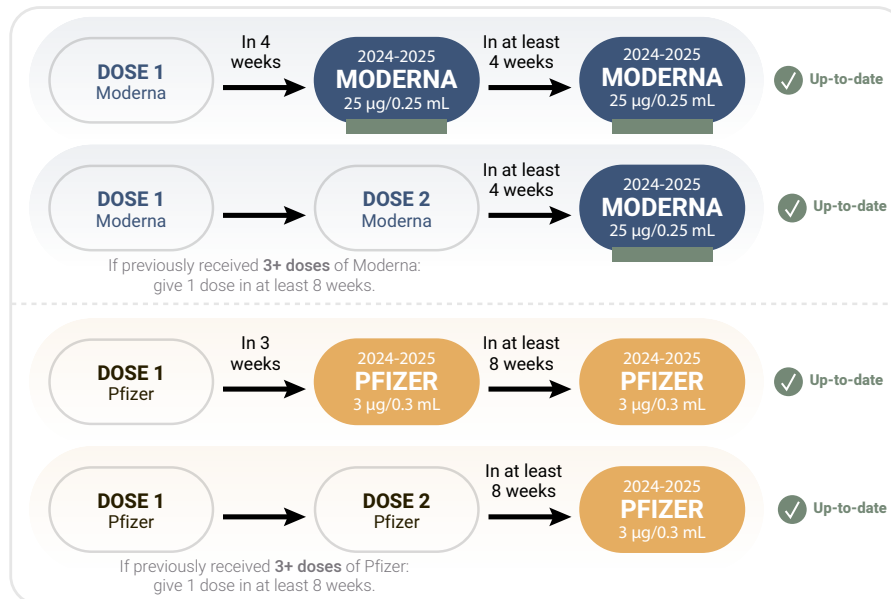 In 4
weeks
In at least
4 weeks
DOSE 1
Moderna
2024-2025
MODERNA
25 µg/0.25 mL
2024-2025
MODERNA
25 µg/0.25 mL
Up-to-date
In at least
4 weeks
DOSE 1
Moderna
DOSE 2
Moderna
2024-2025
MODERNA
25 µg/0.25 mL
Up-to-date
If previously received 3+ doses of Moderna:
give 1 dose in at least 8 weeks.
In 3
weeks
In at least
8 weeks
DOSE 1
Pfizer
2024-2025
PFIZER
3 µg/0.3 mL
2024-2025
PFIZER
3 µg/0.3 mL
Up-to-date
In at least
8 weeks
DOSE 1
Pfizer
DOSE 2
Pfizer
2024-2025
PFIZER
3 µg/0.3 mL
Up-to-date
If previously received 3+ doses of Pfizer:
give 1 dose in at least 8 weeks.